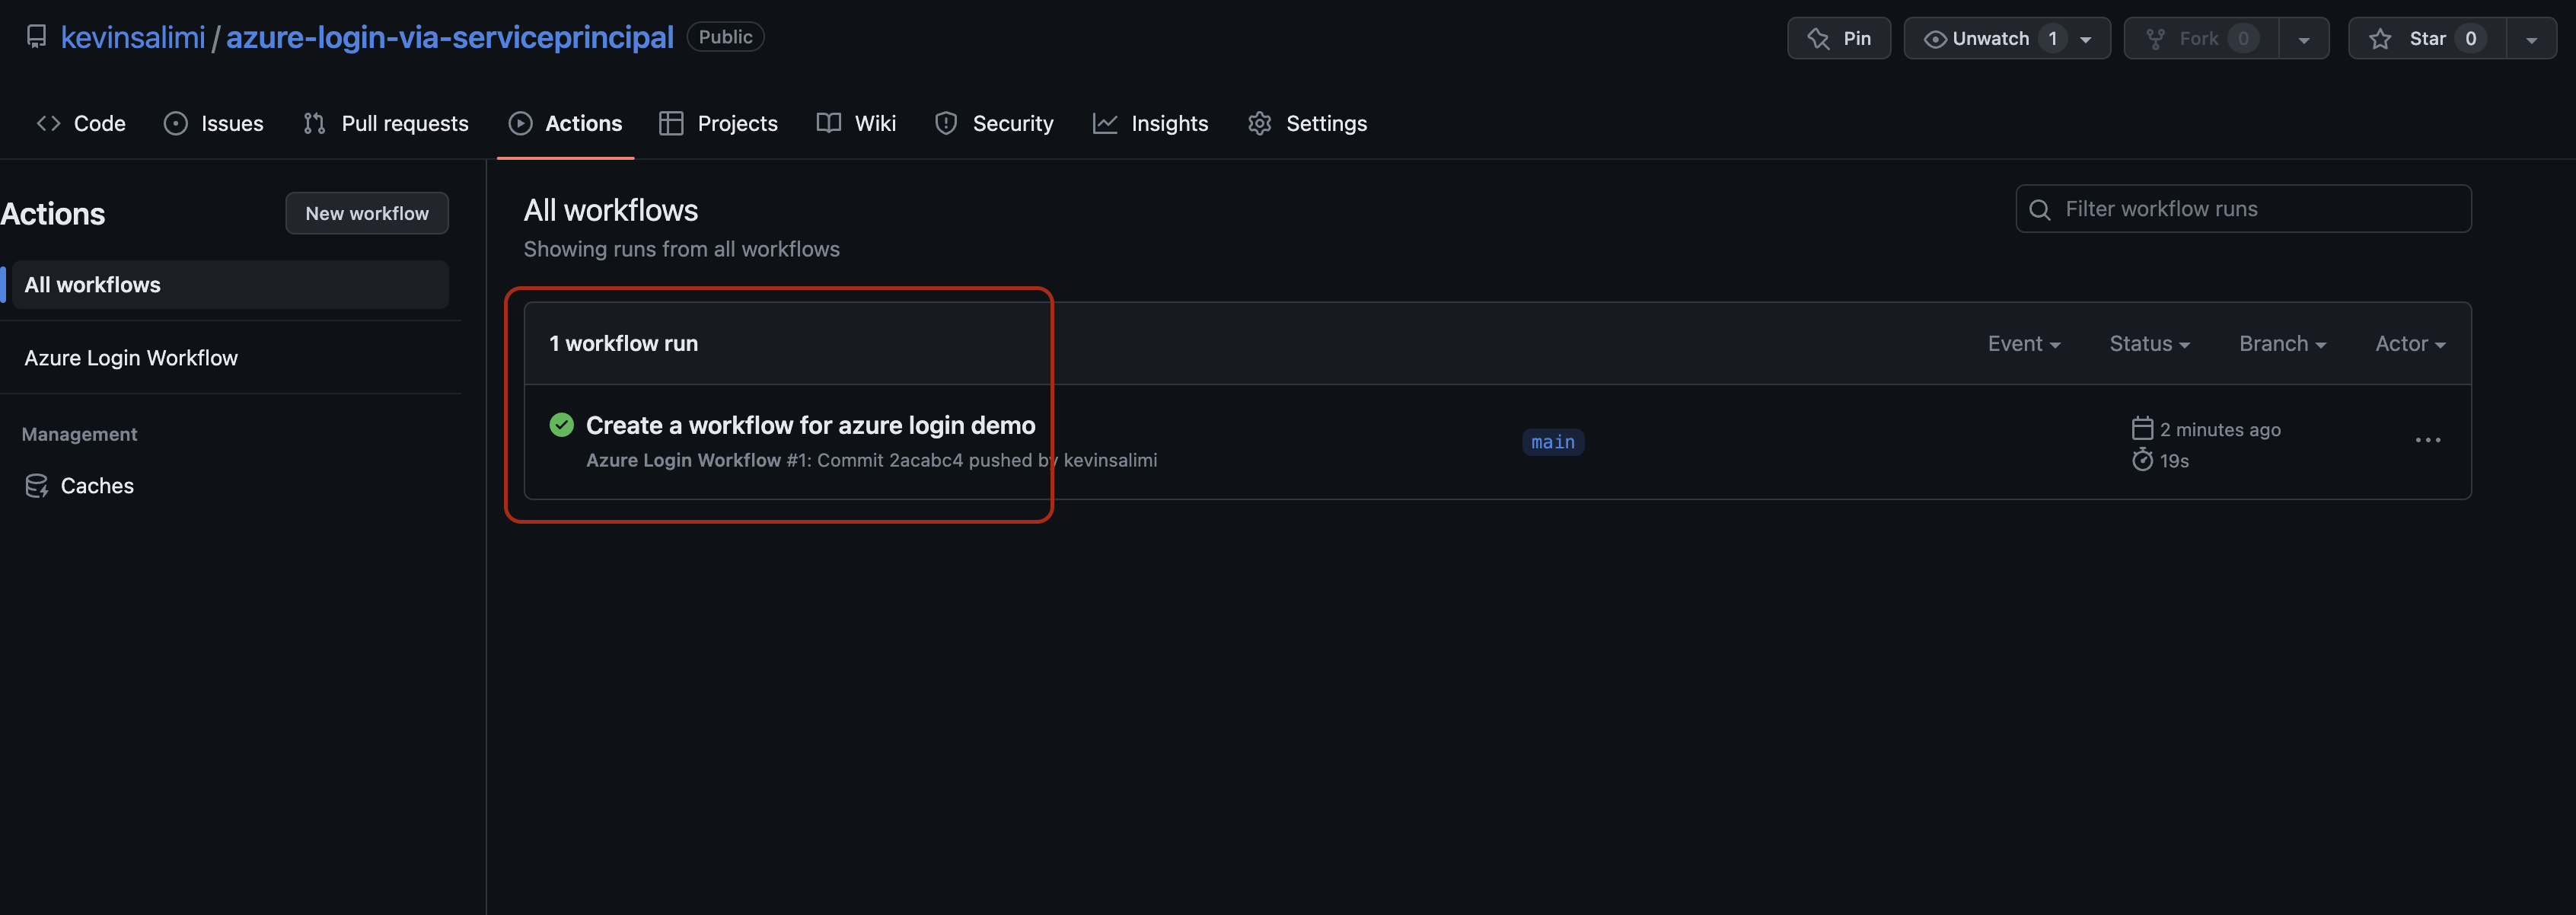 kevinsalimi / azure-login-via-serviceprincipal Public
Pin Unwatch 1 Fork 0 Star 0
Code Issues Pull requests Actions Projects Wiki Security Insights Settings
Actions New workflow
All workflows
Azure Login Workflow
Management
Caches
All workflows
Showing runs from all workflows
Filter workflow runs
1 workflow run Event Status Branch Actor
Create a workflow for azure login demo
Azure Login Workflow #1: Commit 2acabc4 pushed by kevinsalimi
main
2 minutes ago
19s